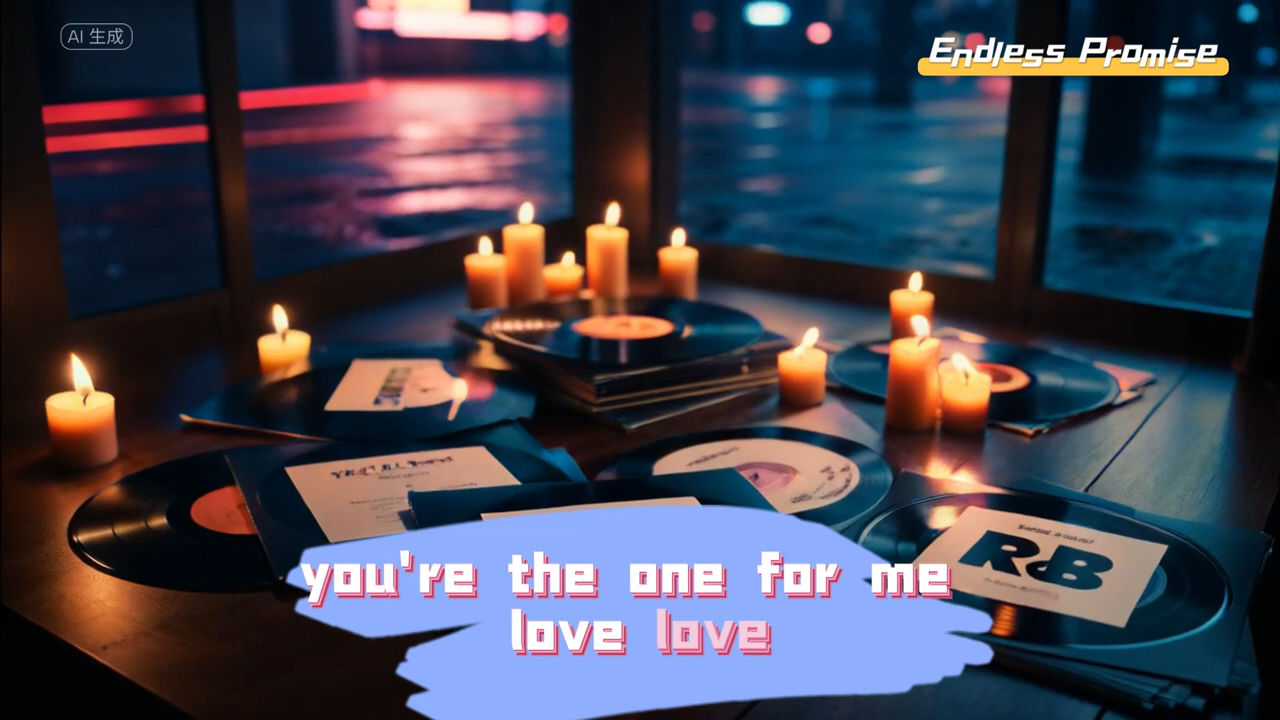 AI 生成
Endless Promise
you're the one for me
love love
RB